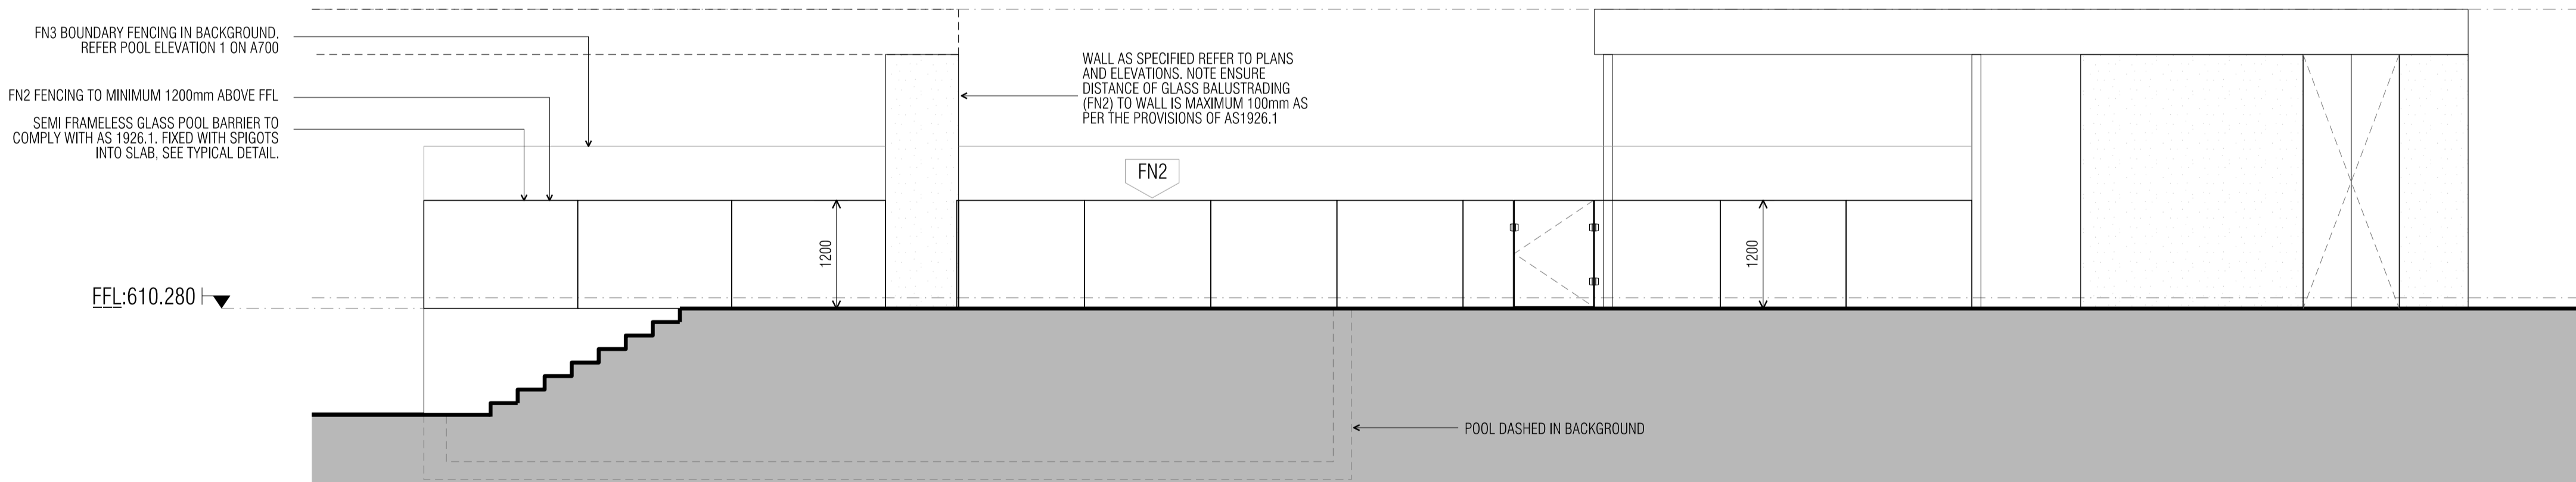 FN3 BOUNDARY FENCING IN BACKGROUND.
REFER POOL ELEVATION 1 ON A700
FN2 FENCING TO MINIMUM 1200mm ABOVE FFL
SEMI FRAMELESS GLASS POOL BARRIER TO
COMPLY WITH AS 1926.1. FIXED WITH SPIGOTS
INTO SLAB, SEE TYPICAL DETAIL.
WALL AS SPECIFIED REFER TO PLANS
AND ELEVATIONS. NOTE ENSURE
DISTANCE OF GLASS BALUSTRADING
(FN2) TO WALL IS MAXIMUM 100mm AS
PER THE PROVISIONS OF AS1926.1
FN2
1200
1200
FFL:610.280
POOL DASHED IN BACKGROUND